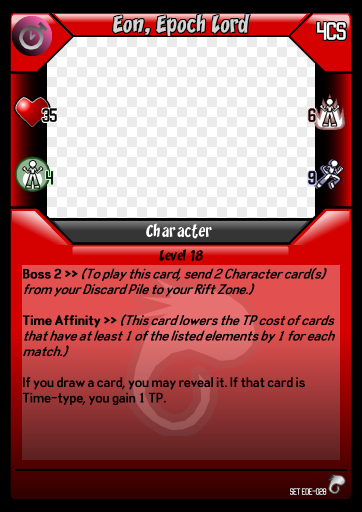 Eon, Epoch Lord
4CS
35
6
4
9
Character
Level 18
Boss 2 >> (To play this card, send 2 Character card(s)
from your Discard Pile to your Rift Zone.)
Time Affinity >> (This card lowers the TP cost of cards
that have at least 1 of the listed elements by 1 for each
match.)
If you draw a card, you may reveal it. If that card is
Time-type, you gain 1 TP.
SET EOE-028